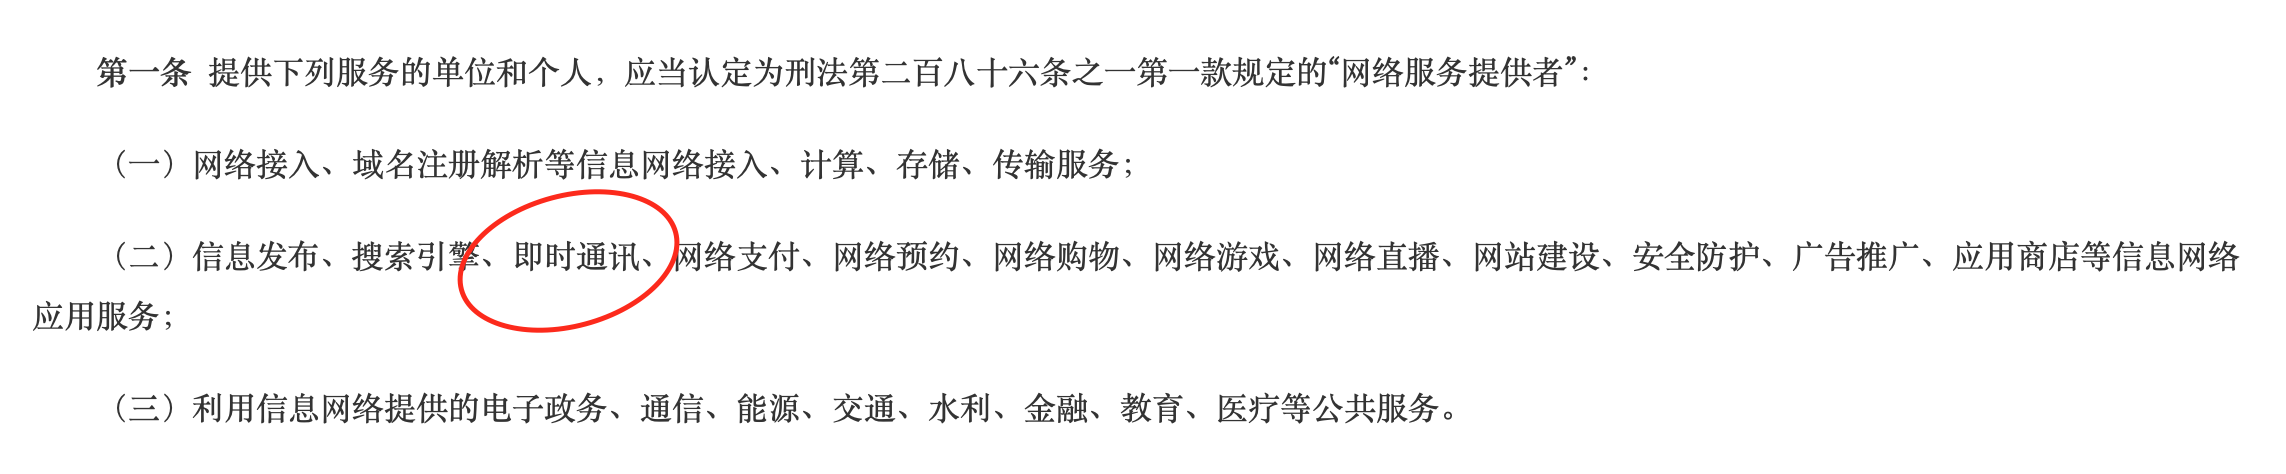 第一条 提供下列服务的单位和个人，应当认定为刑法第二百八十六条之一第一款规定的“网络服务提供者”：
（一）网络接入、域名注册解析等信息网络接入、计算、存储、传输服务；
（二）信息发布、搜索引擎、即时通讯、网络支付、网络预约、网络购物、网络游戏、网络直播、网站建设、安全防护、广告推广、应用商店等信息网络
应用服务；
（三）利用信息网络提供的电子政务、通信、能源、交通、水利、金融、教育、医疗等公共服务。